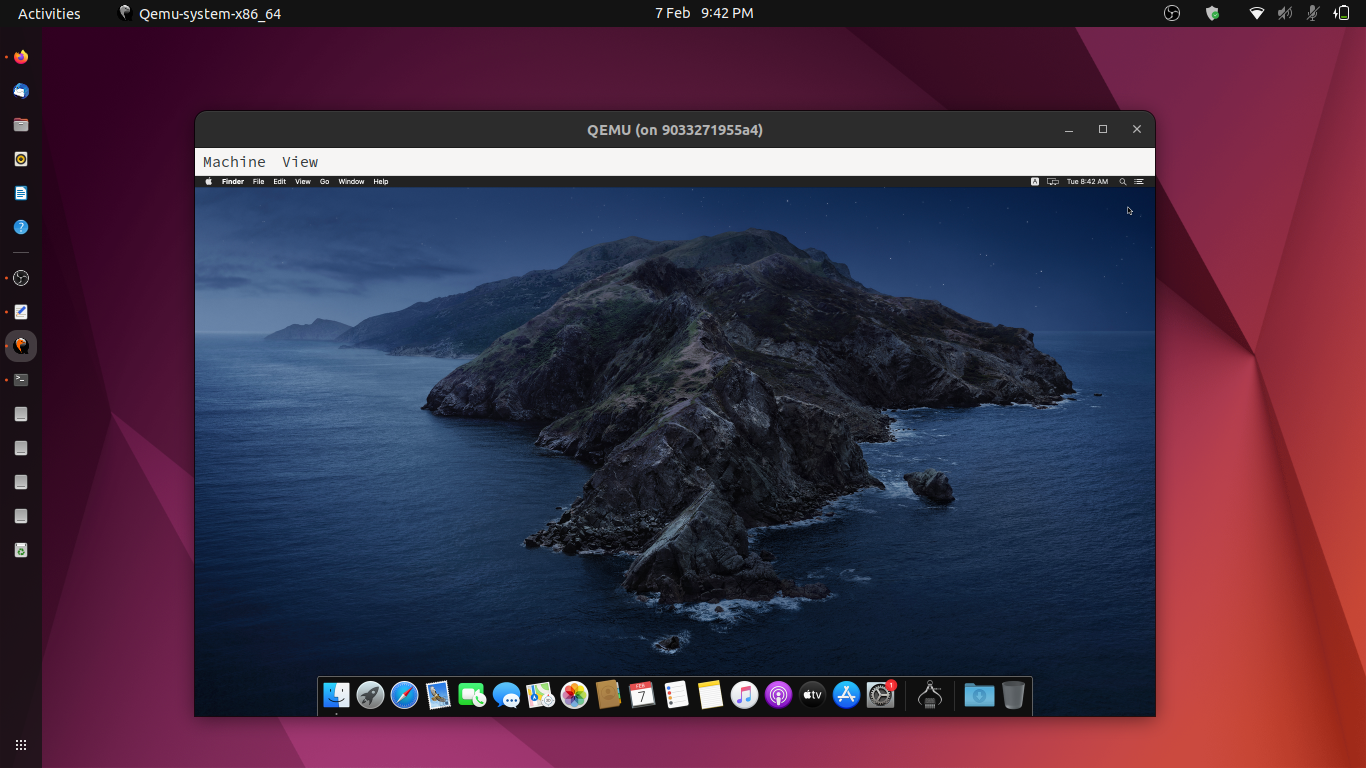 Activities Qemu-system-x86_64 7 Feb 9:42 PM
QEMU (on 9033271955a4)
Machine View
Finder File Edit View Go Window Help A Tue 8:42 AM
FEB
7
tv
1